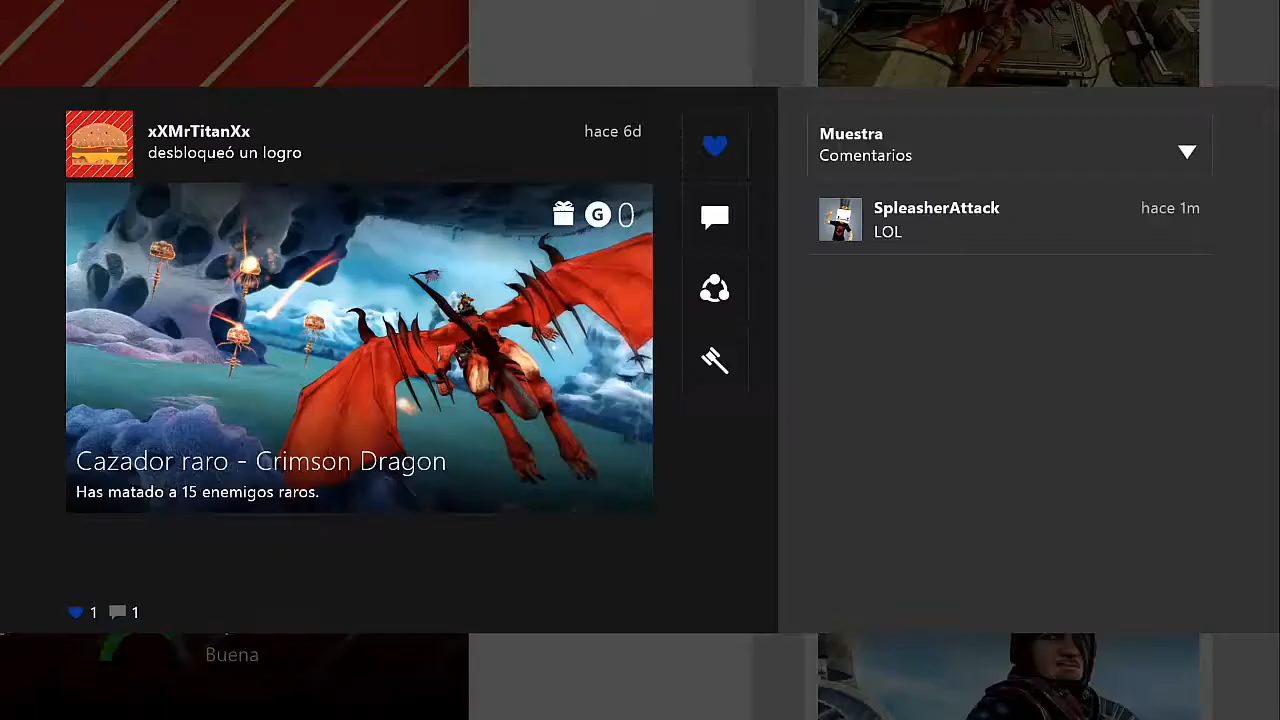 xXMrTitanXx
desbloqueó un logro
hace 6d
G 0
Cazador raro - Crimson Dragon
Has matado a 15 enemigos raros.
1 1
Muestra
Comentarios
SpleasherAttack
hace 1m
LOL
Buena